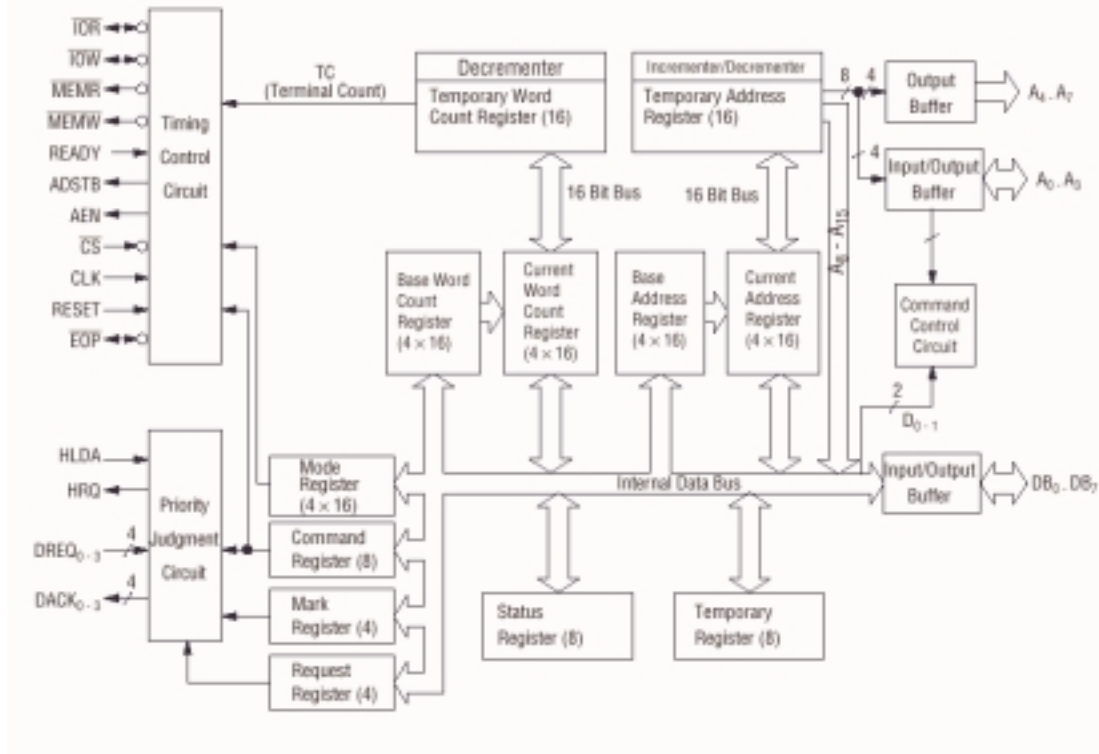 IOR
IOW
MEMR
MEMW
READY
ADSTB
AEN
CS
CLK
RESET
EOP
Timing
Control
Circuit
TC
(Terminal Count)
Decrementer
Temporary Word
Count Register (16)
Incrementer/Decrementer
Temporary Address
Register (16)
8
4
Output
Buffer
A4 - A7
4
Input/Output
Buffer
A0 - A3
16 Bit Bus
16 Bit Bus
A8 - A15
Base Word
Count
Register
(4 × 16)
Current
Word
Count
Register
(4 × 16)
Base
Address
Register
(4 × 16)
Current
Address
Register
(4 × 16)
Command
Control
Circuit
2
D0 - 1
HLDA
HRQ
DREQ0 - 3
4
DACK0 - 3
4
Priority
Judgment
Circuit
Mode
Register
(4 × 16)
Command
Register (8)
Mark
Register (4)
Request
Register (4)
Internal Data Bus
Input/Output
Buffer
DB0 - DB7
Status
Register (8)
Temporary
Register (8)